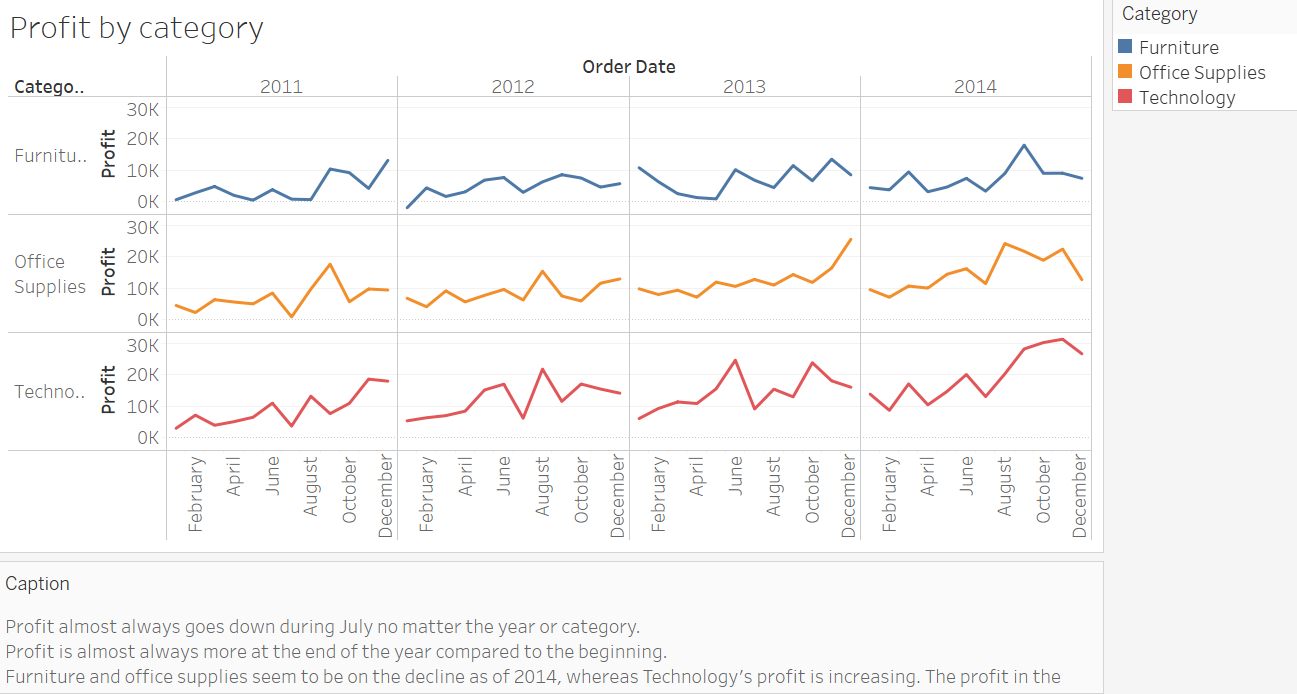 Profit by category
Category
Furniture
Office Supplies
Technology
Order Date
Catego..
2011
2012
2013
2014
Furnitu..
Profit
30K
20K
10K
0K
Office
Supplies
Profit
30K
20K
10K
0K
Techno..
Profit
30K
20K
10K
0K
February
April
June
August
October
December
February
April
June
August
October
December
February
April
June
August
October
December
February
April
June
August
October
December
Caption
Profit almost always goes down during July no matter the year or category.
Profit is almost always more at the end of the year compared to the beginning.
Furniture and office supplies seem to be on the decline as of 2014, whereas Technology’s profit is increasing. The profit in the